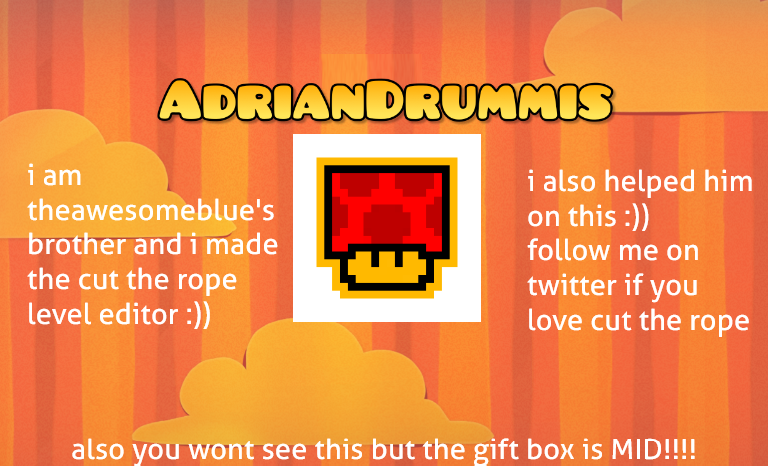 AdrianDrummis
i am
theawesomeblue's
brother and i made
the cut the rope
level editor :))
i also helped him
on this :))
follow me on
twitter if you
love cut the rope
also you wont see this but the gift box is MID!!!!